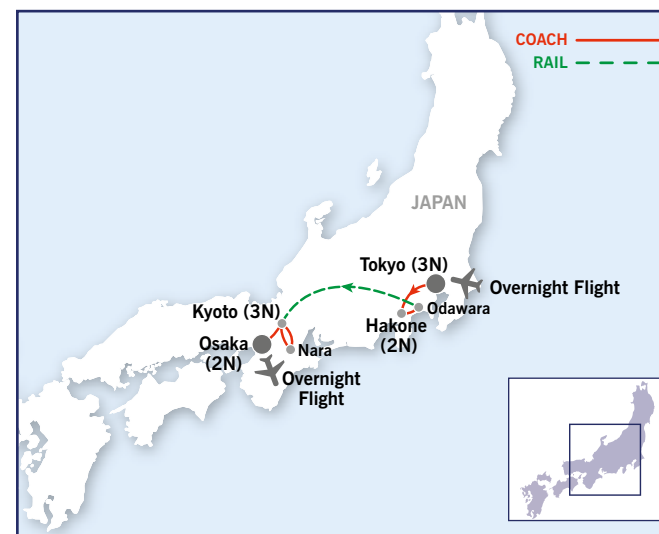 COACH
RAIL
JAPAN
Tokyo (3N)
Overnight Flight
Odawara
Kyoto (3N)
Hakone
(2N)
Osaka
(2N)
Nara
Overnight
Flight